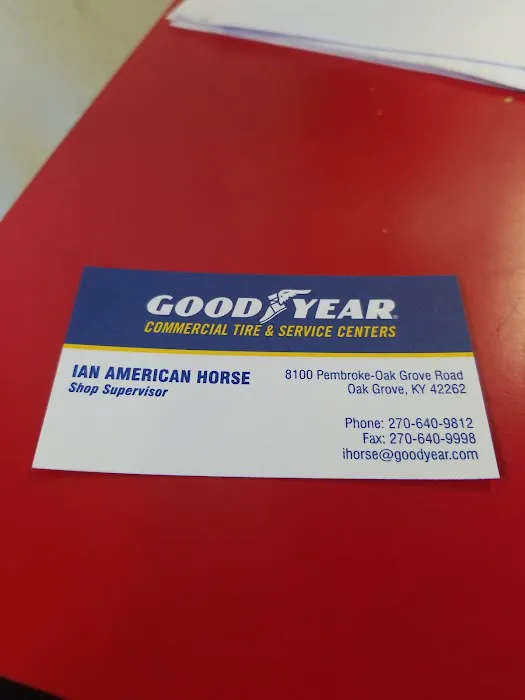 GOODYEAR
COMMERCIAL TIRE & SERVICE CENTERS
IAN AMERICAN HORSE
Shop Supervisor
8100 Pembroke-Oak Grove Road
Oak Grove, KY 42262
Phone: 270-640-9812
Fax: 270-640-9998
ihorse@goodyear.com